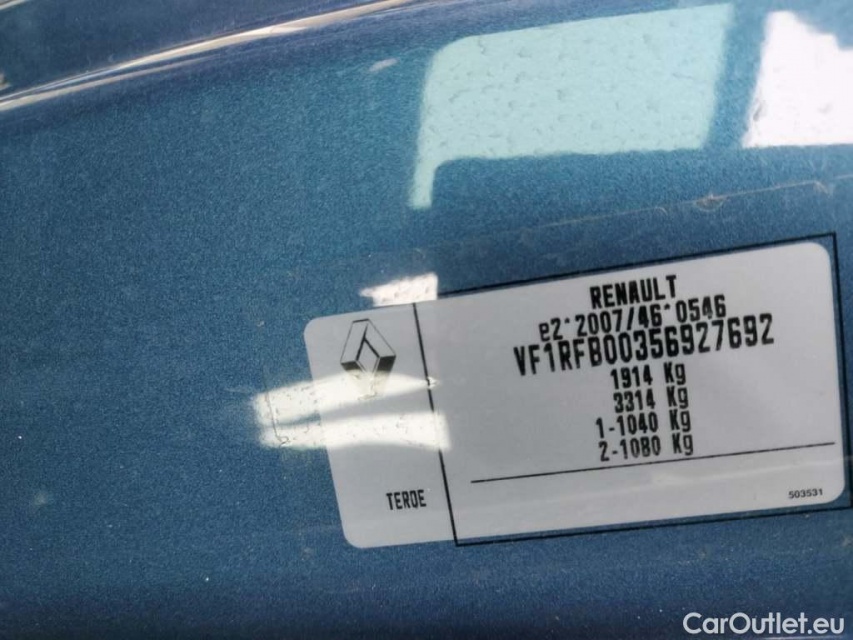 RENAULT
e2*2007/46*0546
VF1RFB00356927692
1914 Kg
3314 Kg
1-1040 Kg
2-1080 Kg
TERDE
503531
CarOutlet.eu